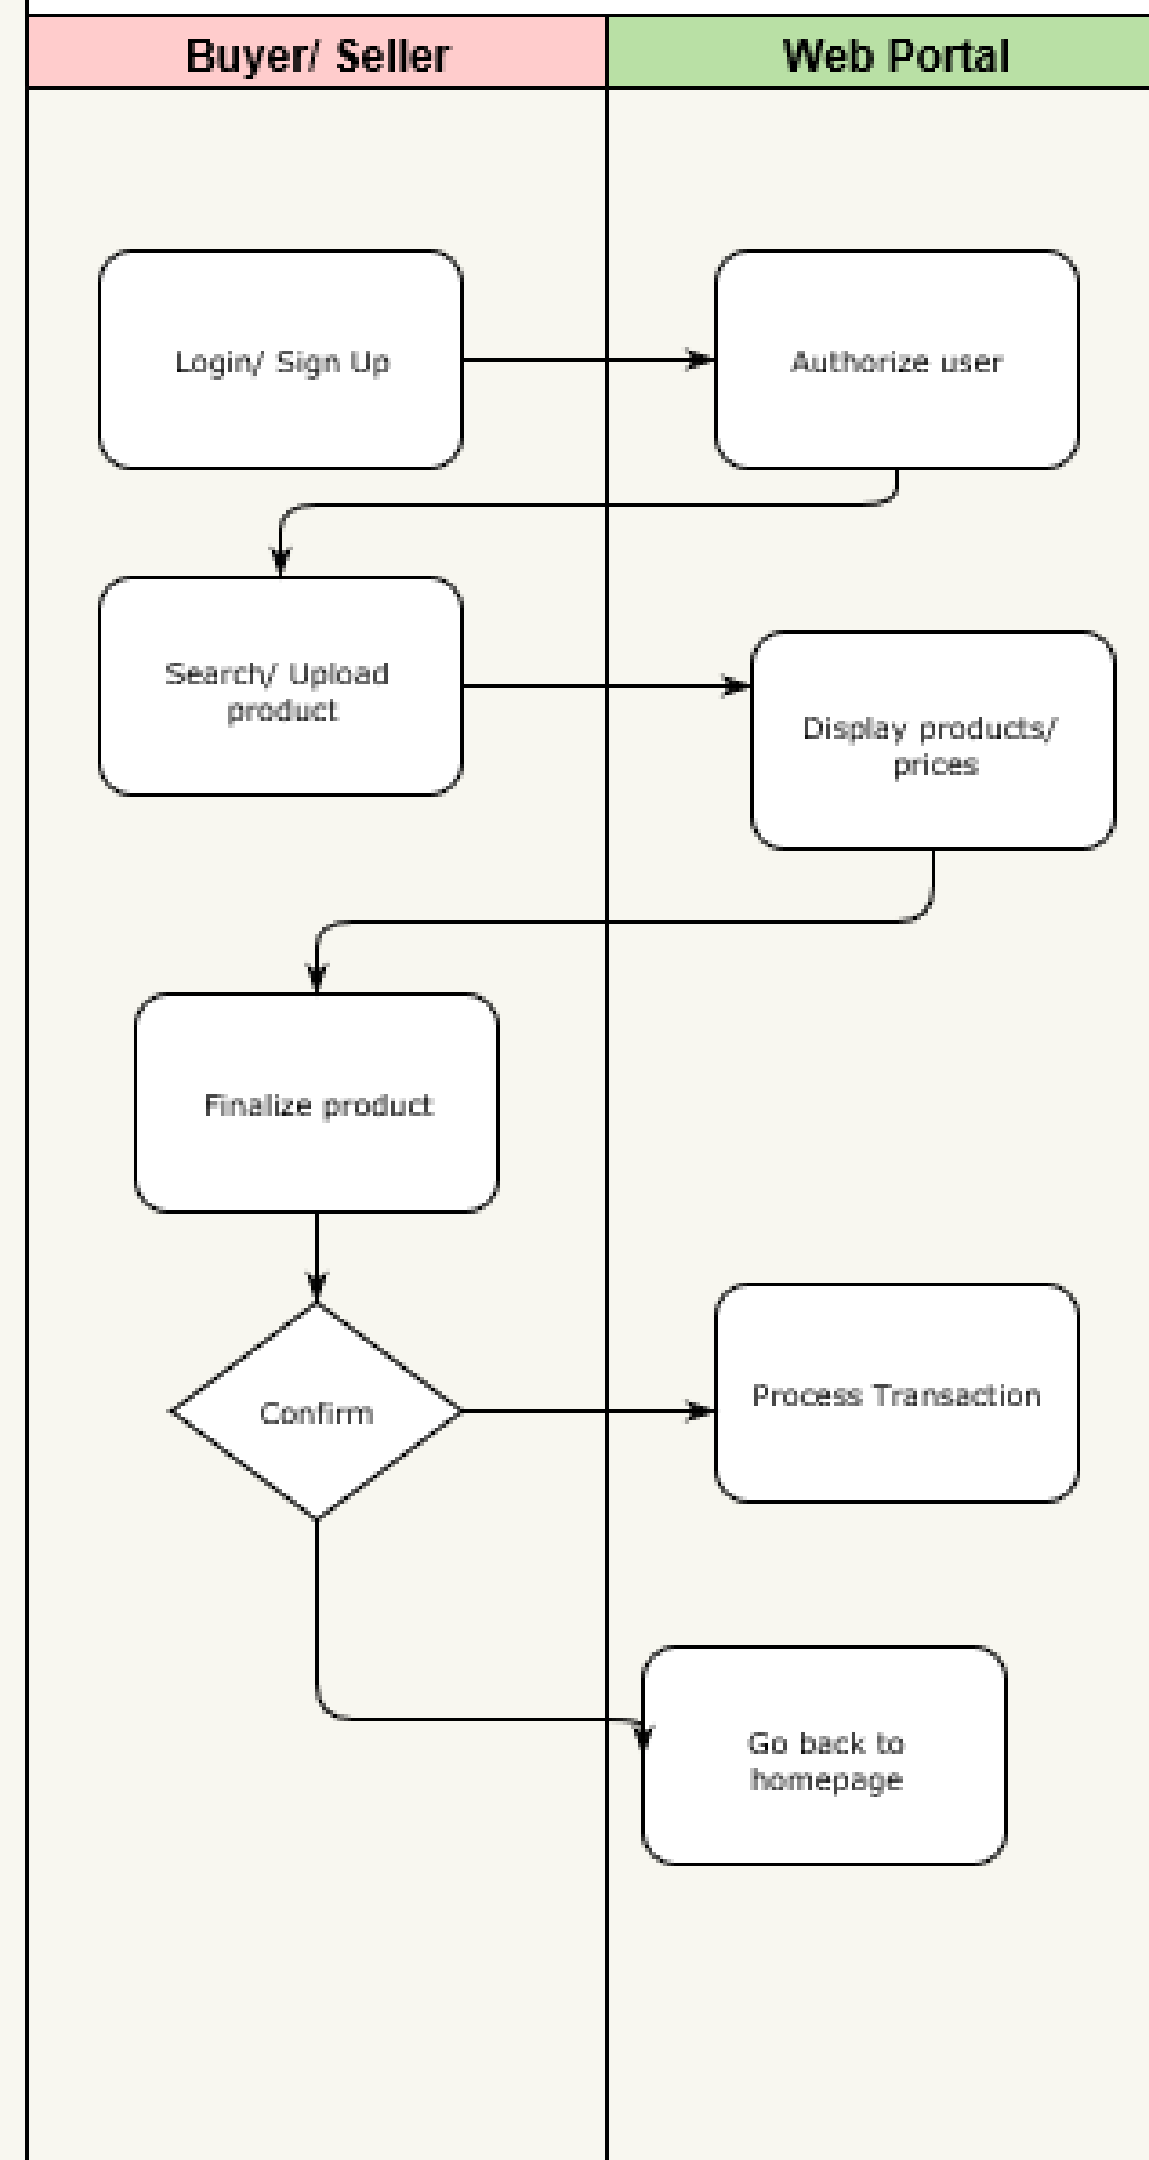 Buyer/ Seller
Web Portal
Login/ Sign Up
Authorize user
Search/ Upload
product
Display products/
prices
Finalize product
Confirm
Process Transaction
Go back to
homepage